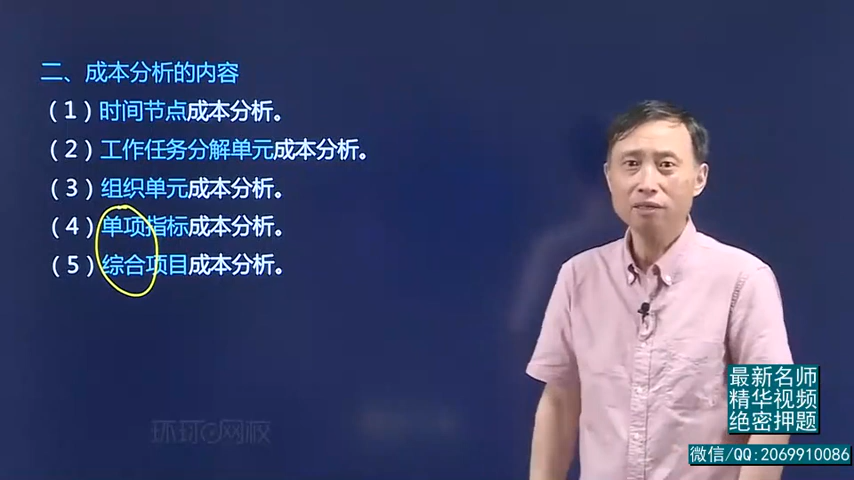 二、成本分析的内容
（1）时间节点成本分析。
（2）工作任务分解单元成本分析。
（3）组织单元成本分析。
（4）单项指标成本分析。
（5）综合项目成本分析。
环球网校
最新名师
精华视频
绝密押题
微信/QQ:2069910086